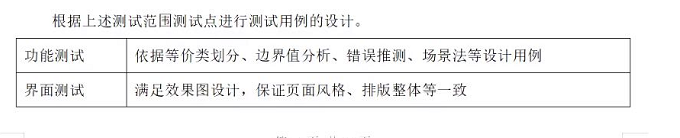 根据上述测试范围测试点进行测试用例的设计。
功能测试 依据等价类划分、边界值分析、错误推测、场景法等设计用例
界面测试 满足效果图设计，保证页面风格、排版整体等一致